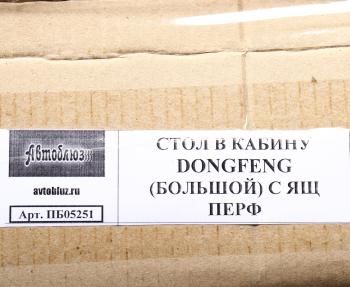 Автоблюз
avtobluz.ru
Арт. ПБ05251
СТОЛ В КАБИНУ
DONGFENG
(БОЛЬШОЙ) С ЯЩ
ПЕРФ